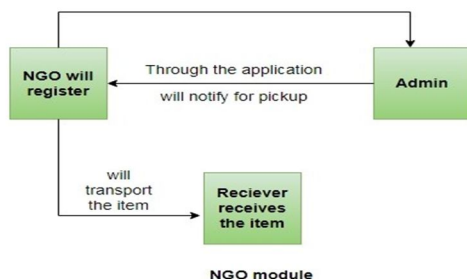 NGO will
register
Through the application
will notify for pickup
Admin
will
transport
the item
Reciever
receives
the item
NGO module